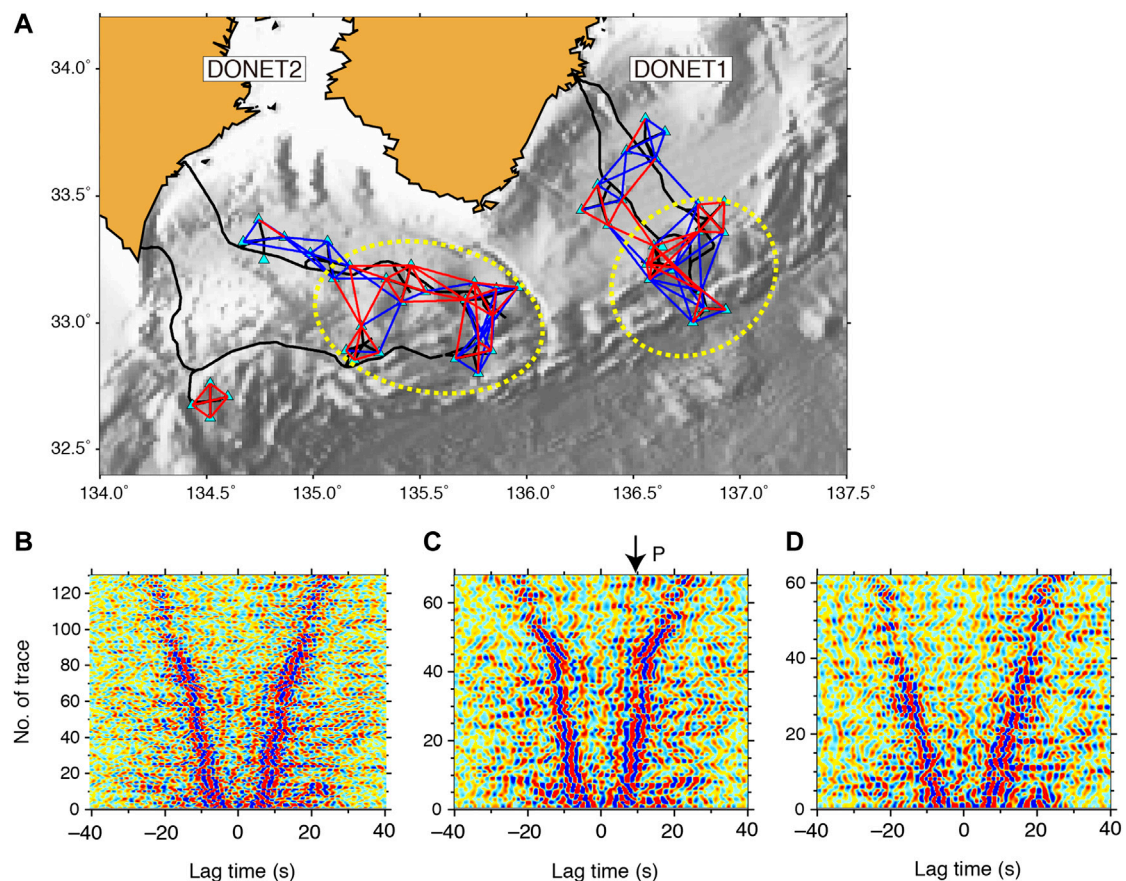 A
DONET2
DONET1
34.0°
33.5°
33.0°
32.5°
134.0° 134.5° 135.0° 135.5° 136.0° 136.5° 137.0° 137.5°
B
C
P
D
No. of trace
120
100
80
60
40
20
0
−40 −20 0 20 40
Lag time (s)
60
40
20
0
−40 −20 0 20 40
Lag time (s)
60
40
20
0
−40 −20 0 20 40
Lag time (s)